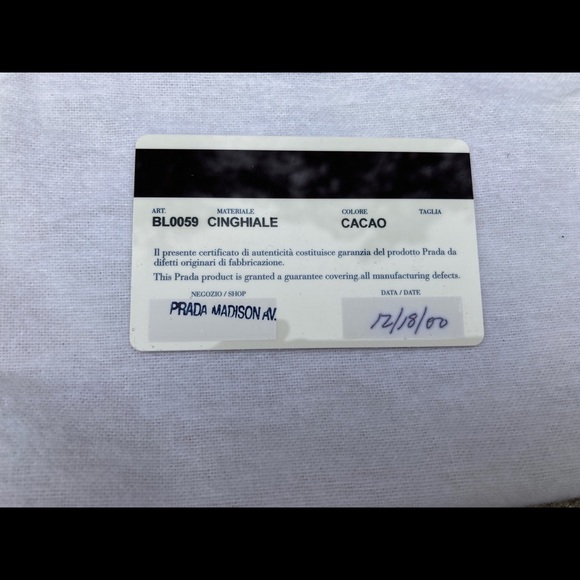 ART. MATERIALE COLORE TAGLIA
BL0059 CINGHIALE CACAO
Il presente certificato di autenticità costituisce garanzia del prodotto Prada da
difetti originari di fabbricazione.
This Prada product is granted a guarantee covering all manufacturing defects.
NEGOZIO / SHOP DATA / DATE
PRADA MADISON AV. 12/18/00